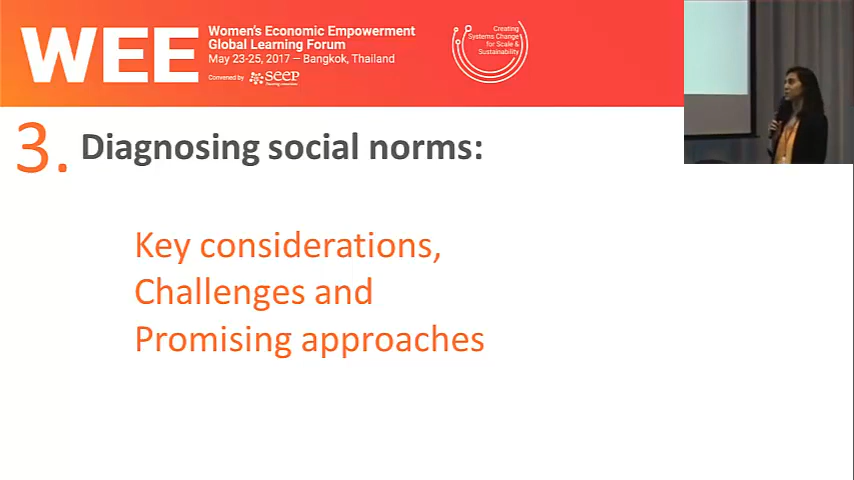 WEE
Women's Economic Empowerment
Global Learning Forum
May 23-25, 2017 – Bangkok, Thailand
Convened by SEEP
Creating
Systems Change
for Scale &
Sustainability
3. Diagnosing social norms:
Key considerations,
Challenges and
Promising approaches